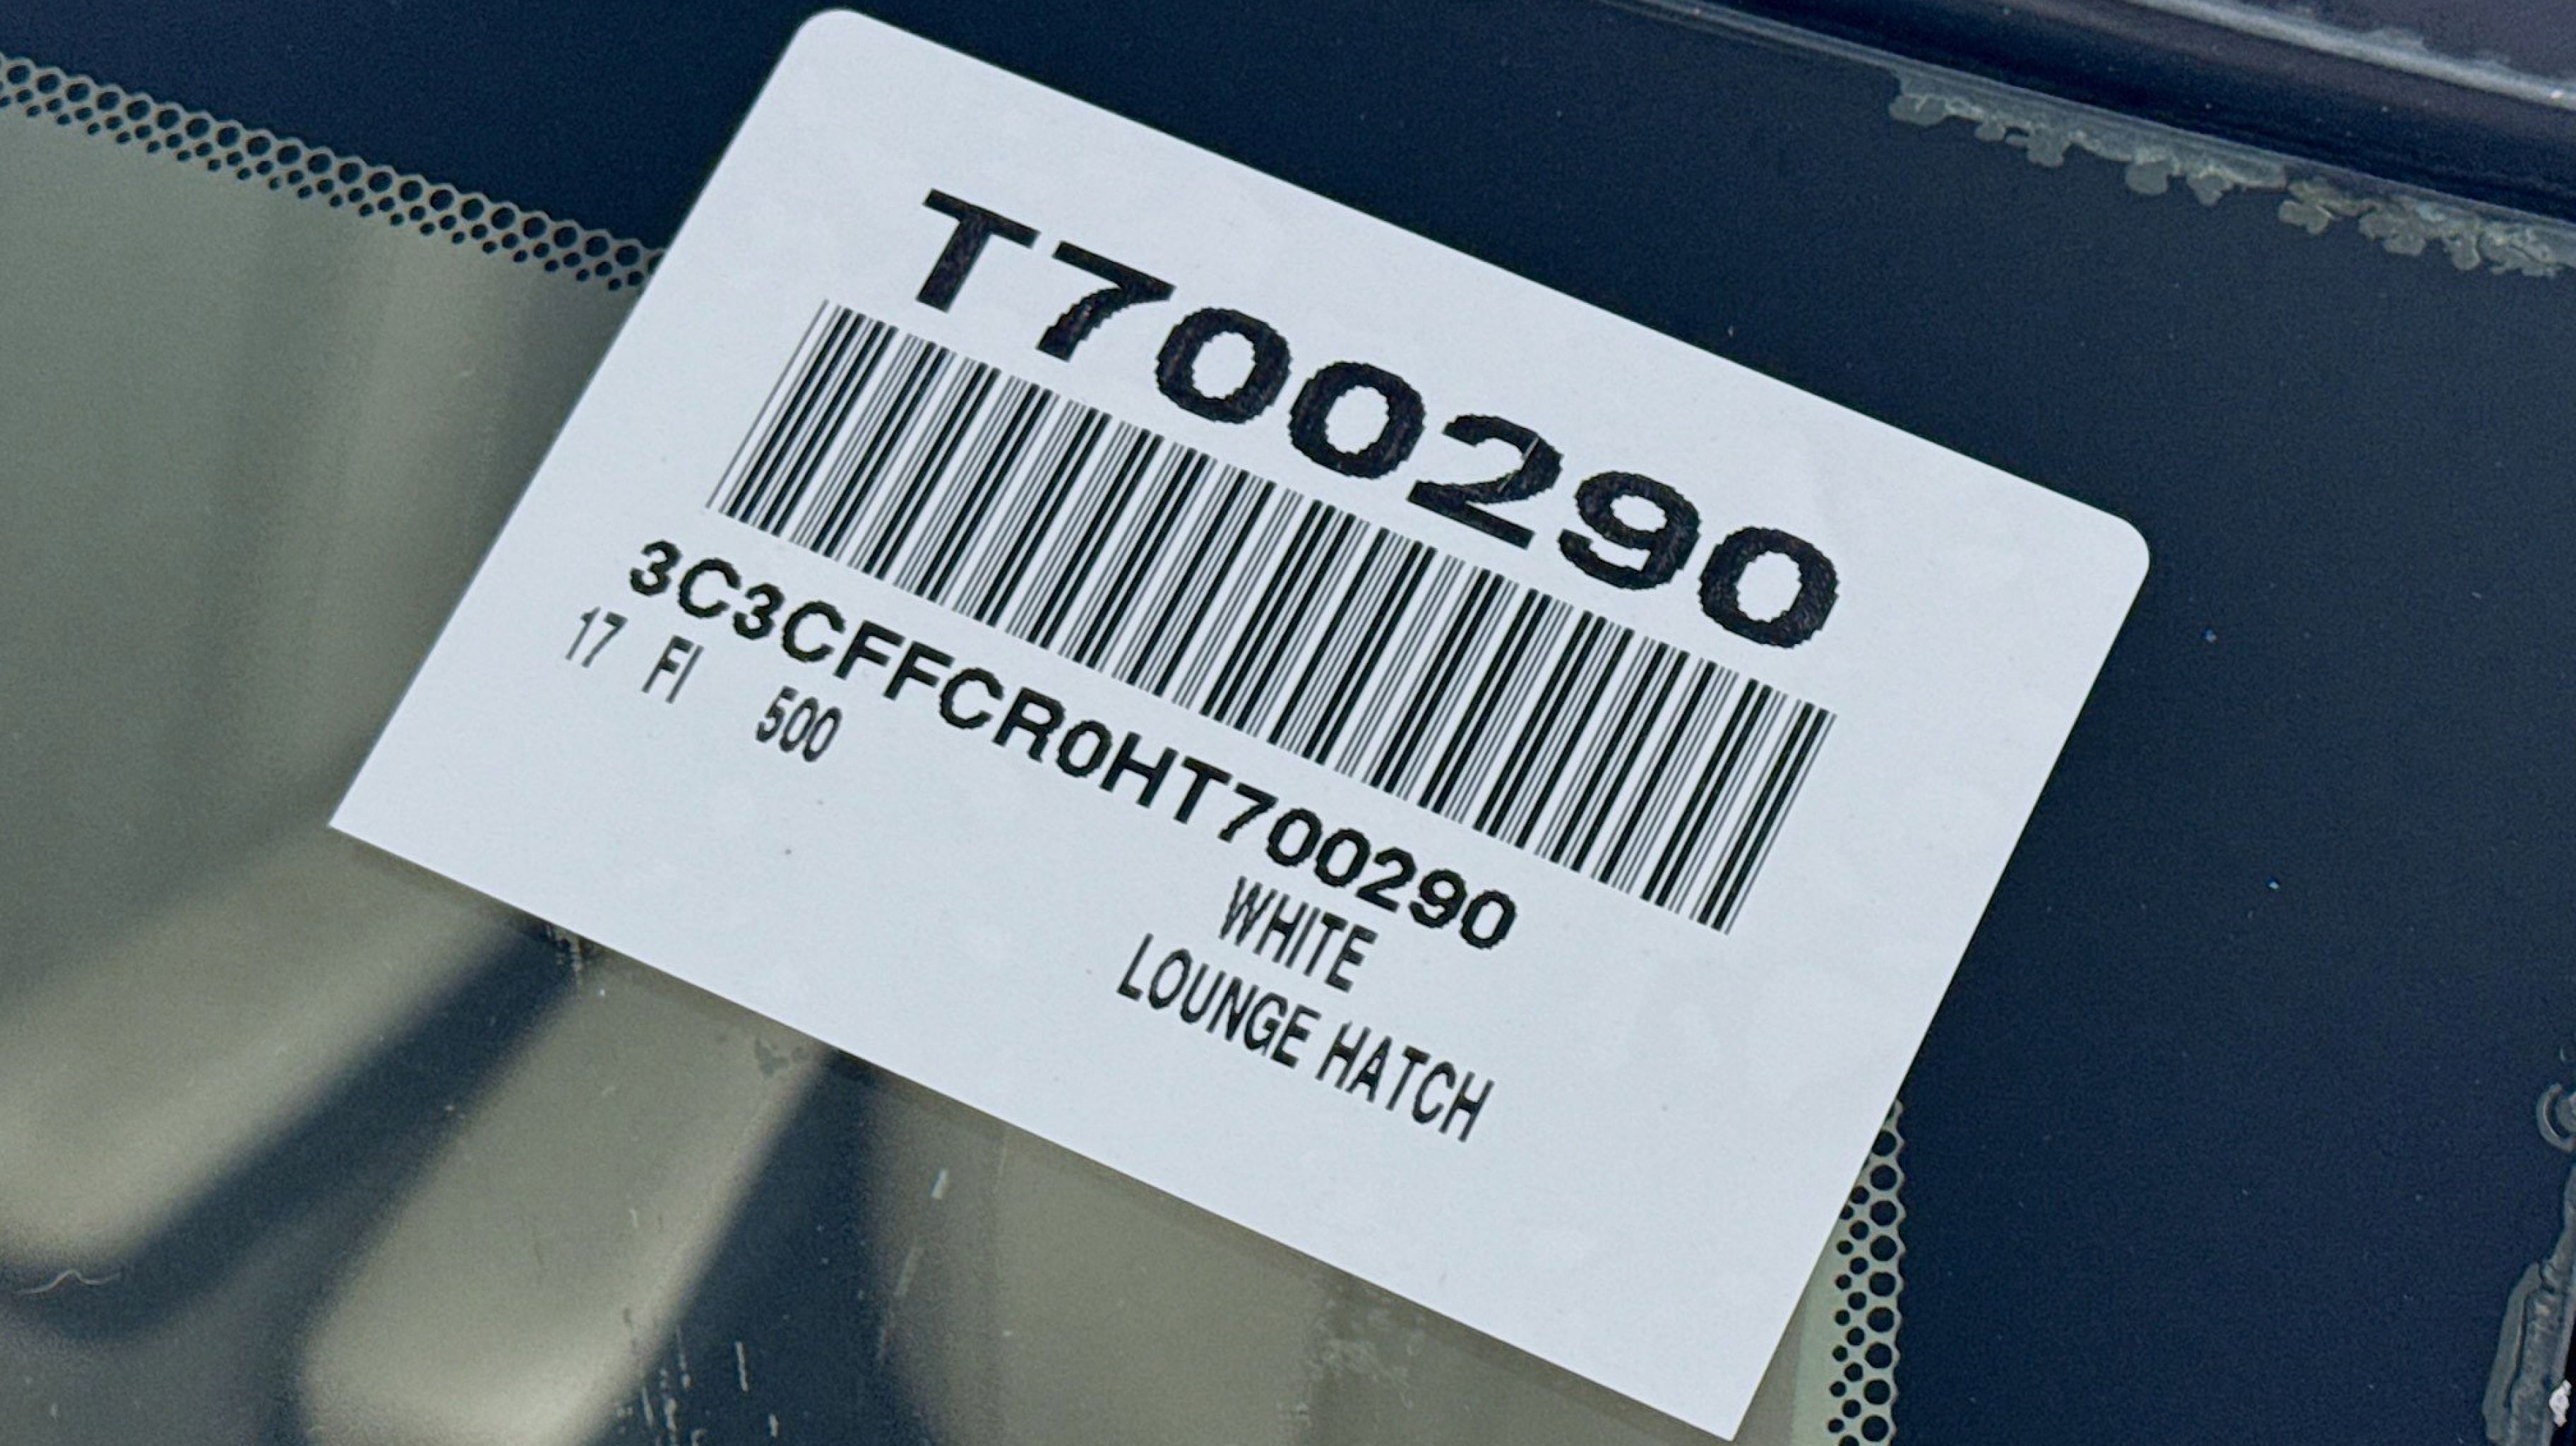 T700290
3C3CFFCR0HT700290
17 FI 500 WHITE
LOUNGE HATCH